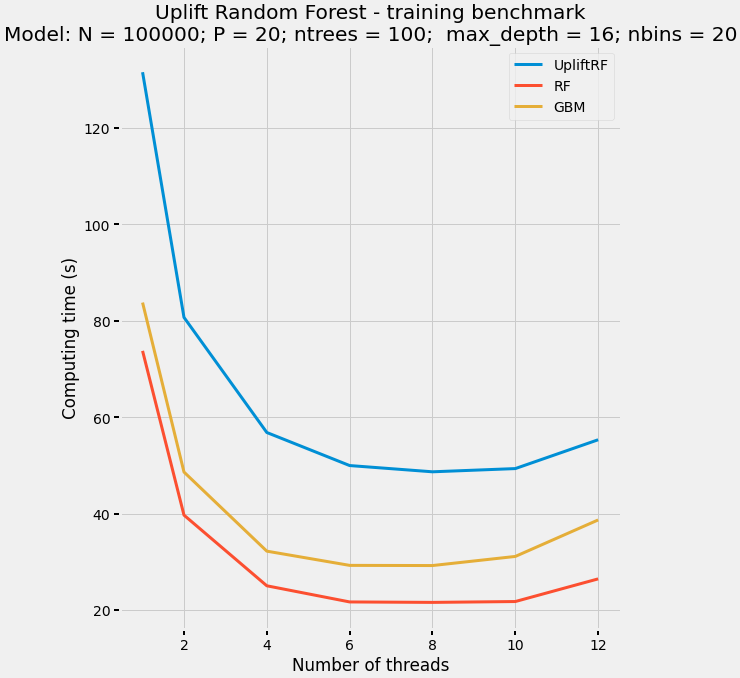 Uplift Random Forest - training benchmark
Model: N = 100000; P = 20; ntrees = 100;  max_depth = 16; nbins = 20
UpliftRF
RF
GBM
120
100
80
60
40
20
Computing time (s)
2 4 6 8 10 12
Number of threads